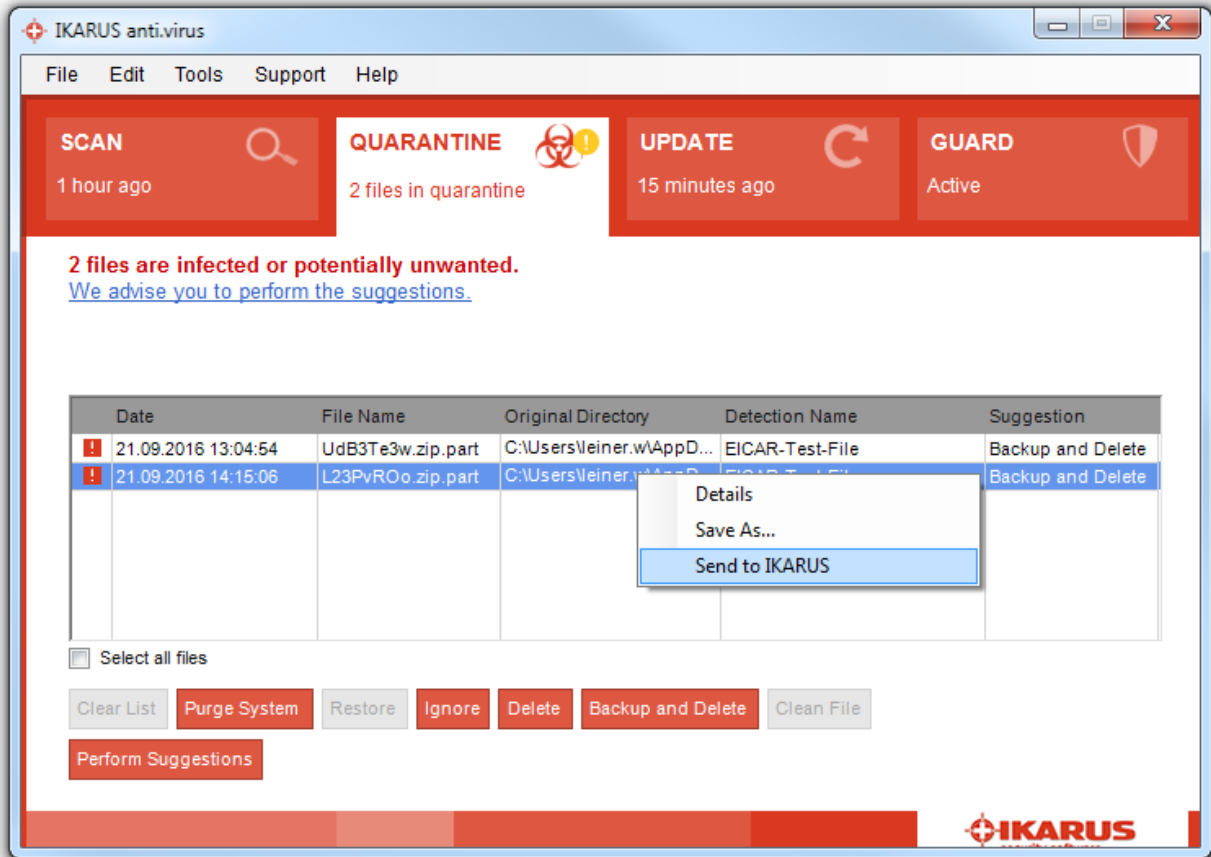 IKARUS anti.virus
File Edit Tools Support Help
SCAN
1 hour ago
QUARANTINE
2 files in quarantine
UPDATE
15 minutes ago
GUARD
Active
2 files are infected or potentially unwanted.
We advise you to perform the suggestions.
Date File Name Original Directory Detection Name Suggestion
21.09.2016 13:04:54 UdB3Te3w.zip.part C:\Users\leiner.w\AppD... EICAR-Test-File Backup and Delete
21.09.2016 14:15:06 L23PvROo.zip.part C:\Users\leiner. Backup and Delete
Details
Save As...
Send to IKARUS
Select all files
Clear List Purge System Restore Ignore Delete Backup and Delete Clean File
Perform Suggestions
IKARUS